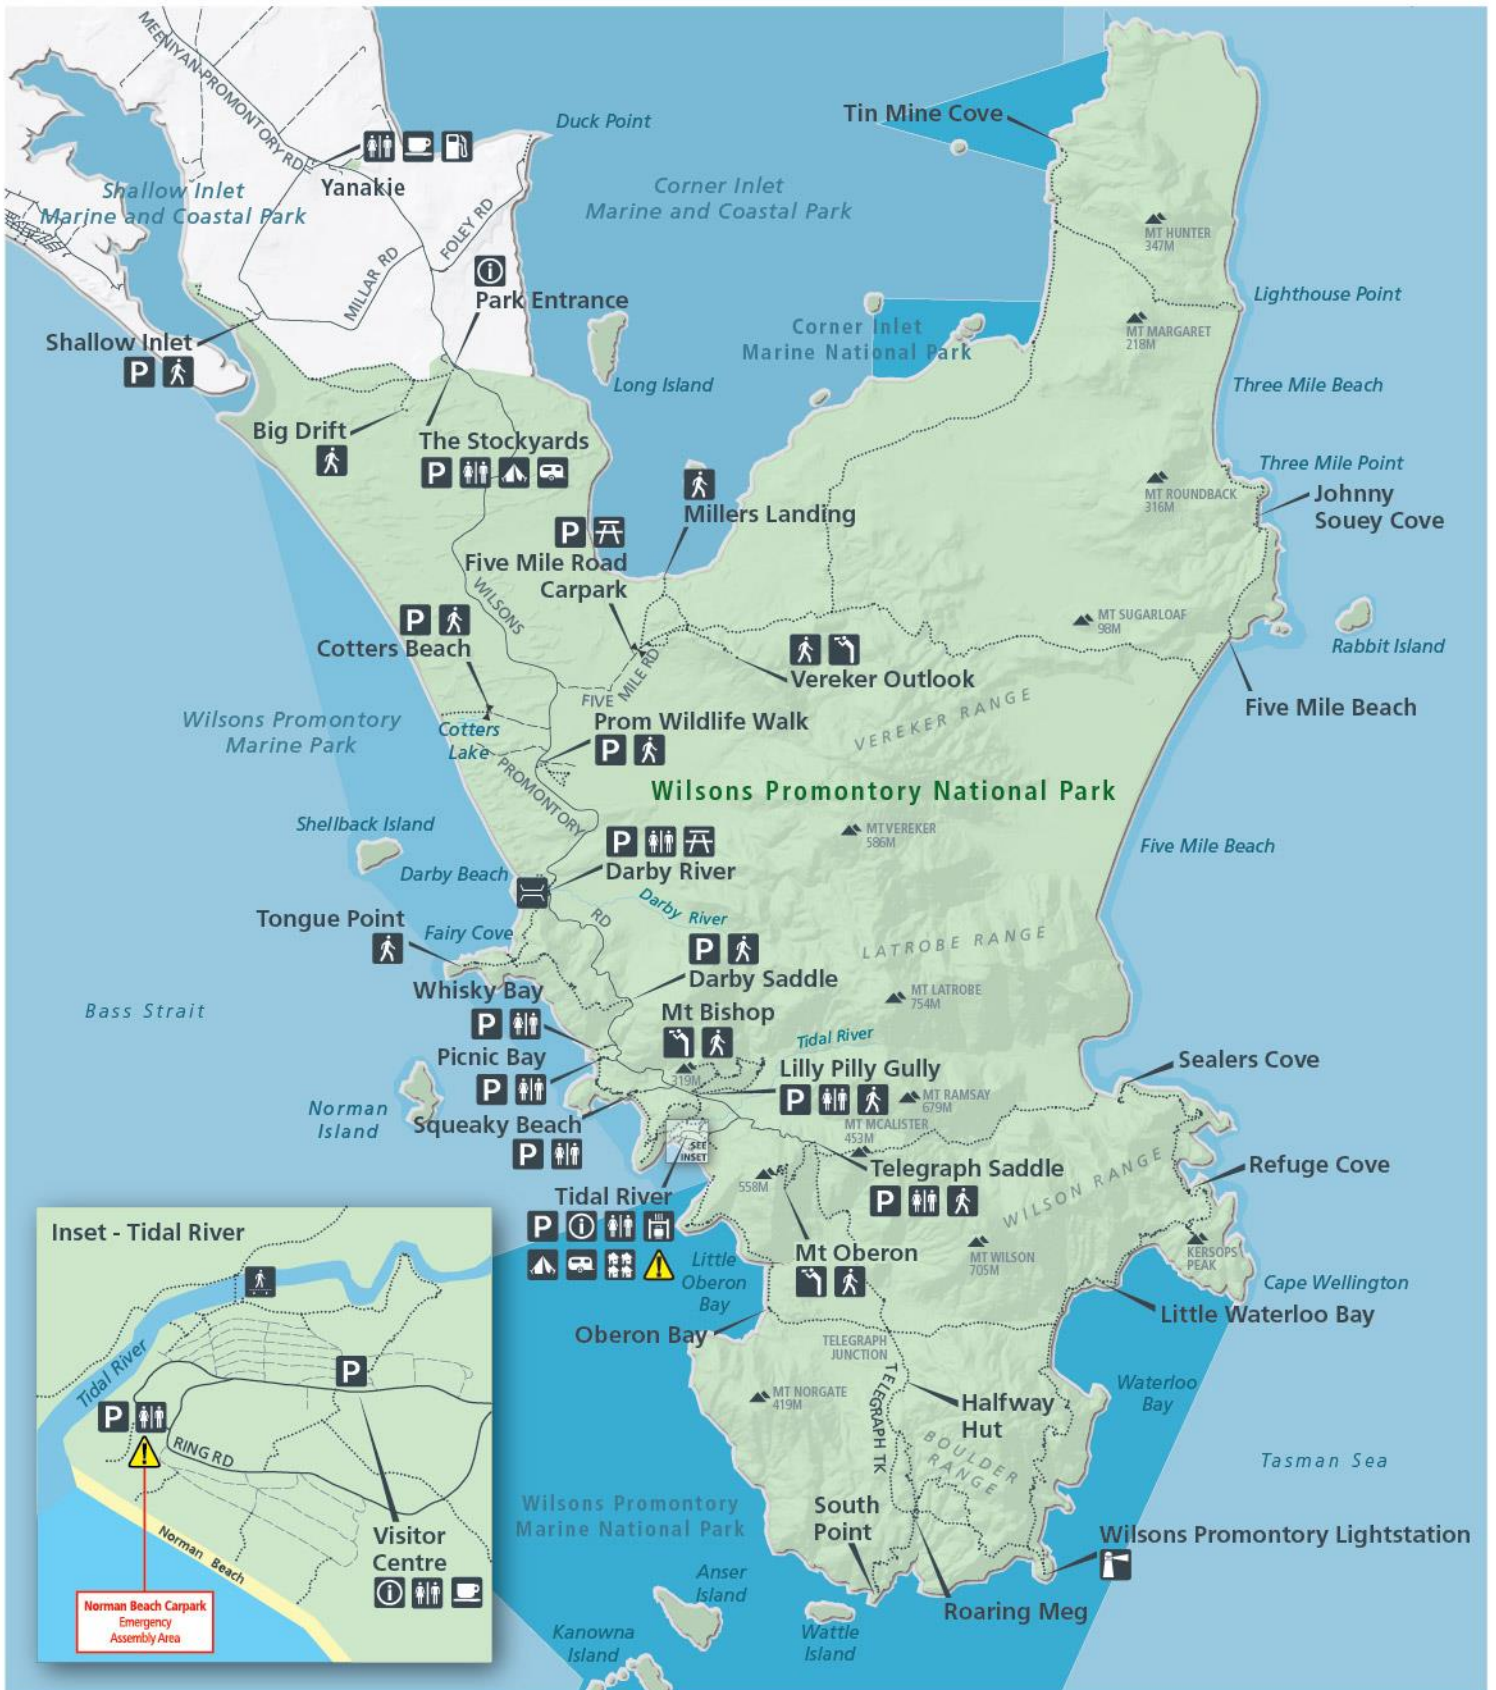 MEENIYAN-PROMONTORY RD
Duck Point
Tin Mine Cove
Yanakie
Shallow Inlet
Marine and Coastal Park
Corner Inlet
Marine and Coastal Park
FOLEY RD
MILLAR RD
MT HUNTER
347M
Park Entrance
Lighthouse Point
Shallow Inlet
P
Corner Inlet
Marine National Park
MT MARGARET
218M
Long Island
Three Mile Beach
Big Drift
The Stockyards
P
Three Mile Point
MT ROUNDBACK
316M
Johnny
Souey Cove
Millers Landing
P
Five Mile Road
Carpark
WILSONS
P
Cotters Beach
MT SUGARLOAF
98M
Rabbit Island
Vereker Outlook
FIVE
MILE RD
VEREKER RANGE
Five Mile Beach
Wilsons Promontory
Marine Park
Cotters
Lake
Prom Wildlife Walk
P
PROMONTORY
Wilsons Promontory National Park
Shellback Island
MT VEREKER
586M
Five Mile Beach
P
Darby River
Darby Beach
Darby River
RD
Tongue Point
Fairy Cove
LATROBE RANGE
P
Darby Saddle
Whisky Bay
P
MT LATROBE
754M
Bass Strait
Mt Bishop
319M
Tidal River
Picnic Bay
P
Lilly Pilly Gully
P
Sealers Cove
MT RAMSAY
679M
Norman
Island
Squeaky Beach
P
MT MCALISTER
453M
SEE
INSET
Telegraph Saddle
P
Refuge Cove
WILSON RANGE
558M
Tidal River
P
Mt Oberon
MT WILSON
705M
KERSOPS
PEAK
Little
Oberon
Bay
Cape Wellington
Little Waterloo Bay
Oberon Bay
TELEGRAPH
JUNCTION
TELEGRAPH TK
MT NORGATE
419M
Halfway
Hut
Waterloo
Bay
BOULDER
RANGE
Tasman Sea
Wilsons Promontory
Marine National Park
South
Point
Wilsons Promontory Lightstation
Roaring Meg
Anser
Island
Wattle
Island
Kanowna
Island
Inset - Tidal River
Tidal River
P
P
RING RD
Visitor
Centre
Norman Beach
Norman Beach Carpark
Emergency
Assembly Area